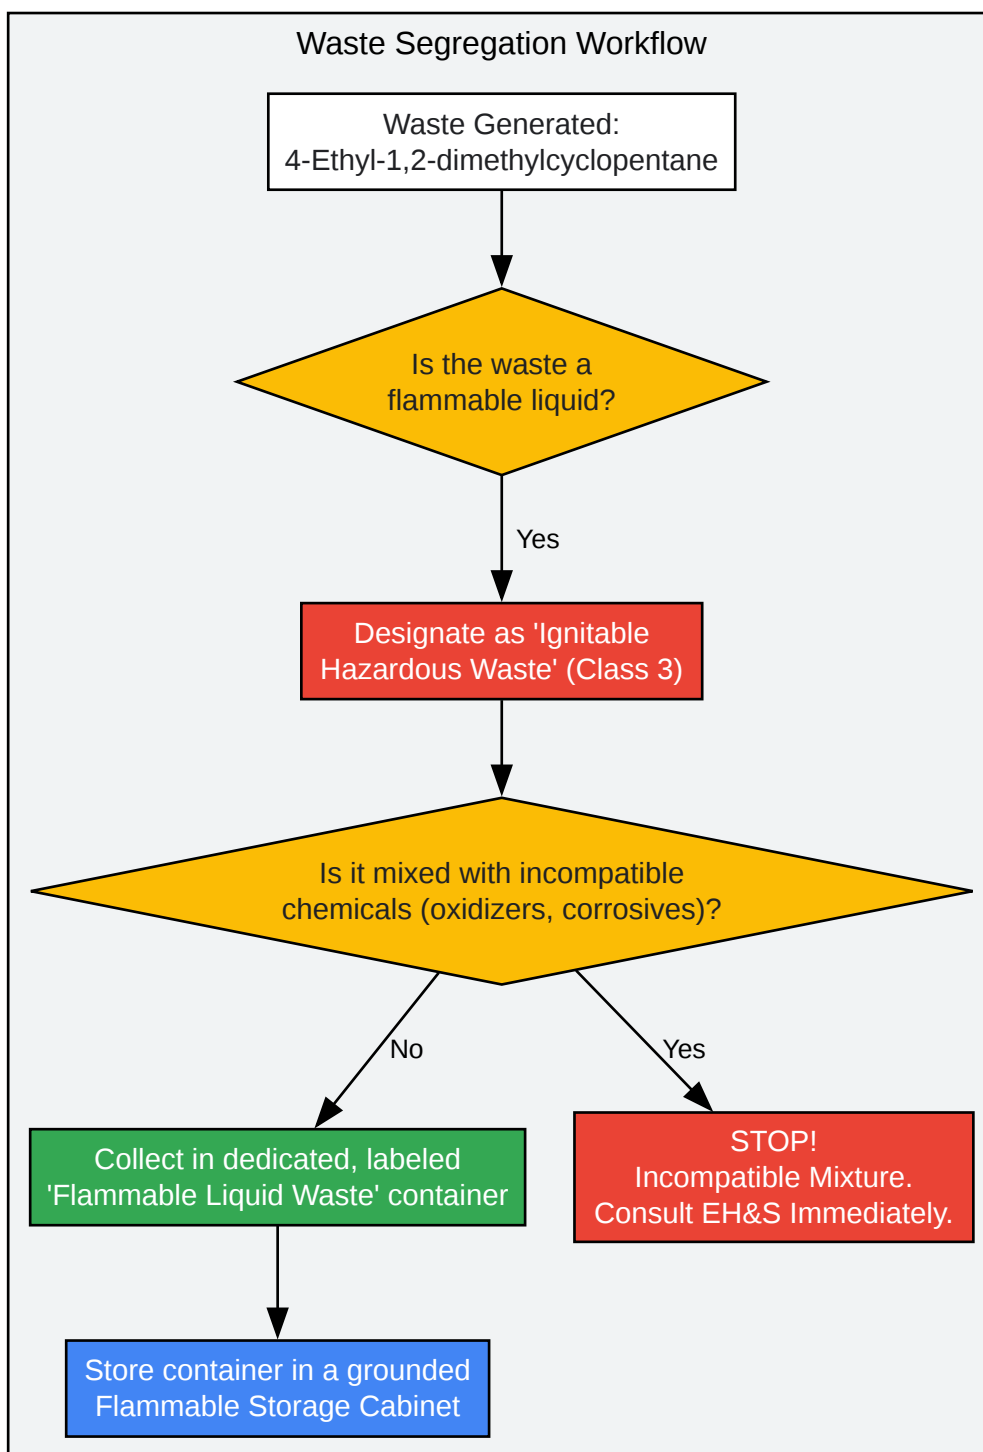 Waste Segregation Workflow
Waste Generated:
4-Ethyl-1,2-dimethylcyclopentane
Is the waste a
flammable liquid?
Yes
Designate as 'Ignitable
Hazardous Waste' (Class 3)
Is it mixed with incompatible
chemicals (oxidizers, corrosives)?
No
Yes
Collect in dedicated, labeled
'Flammable Liquid Waste' container
STOP!
Incompatible Mixture.
Consult EH&S Immediately.
Store container in a grounded
Flammable Storage Cabinet